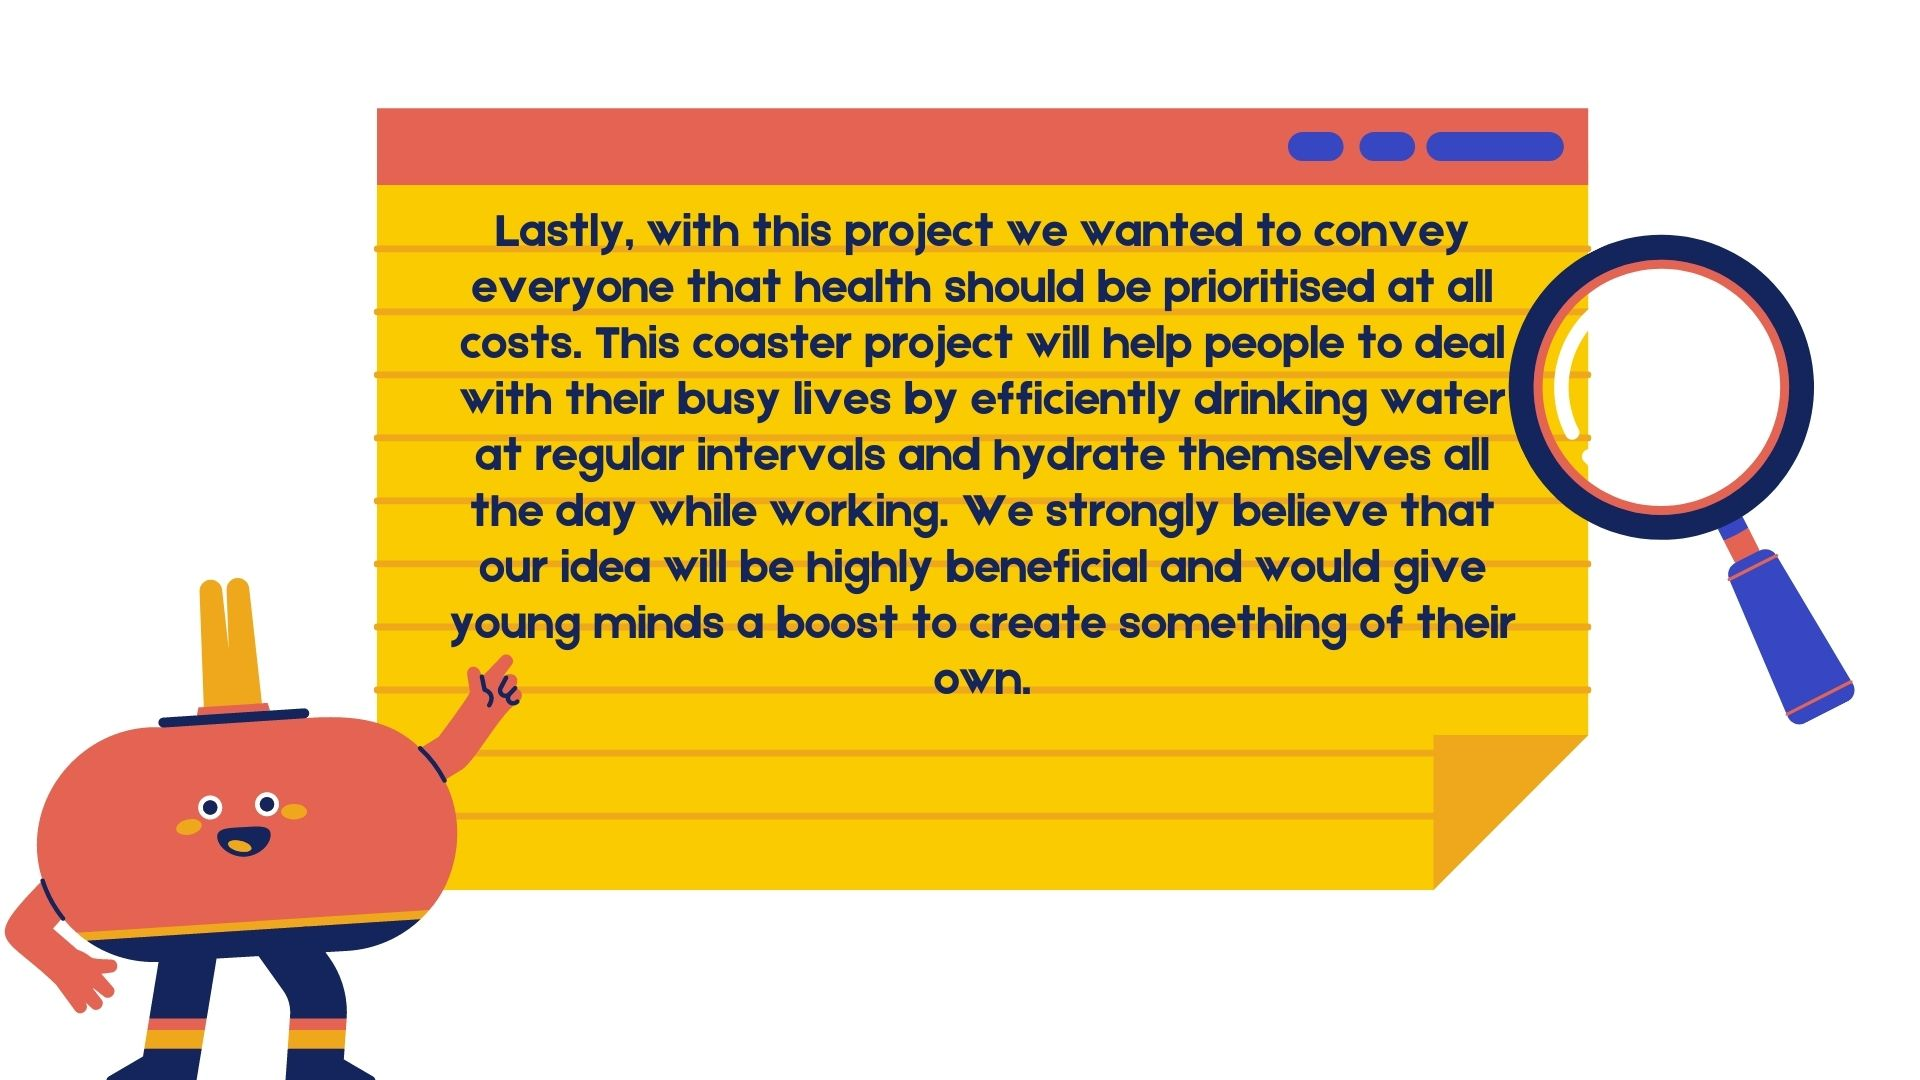 Lastly, with this project we wanted to convey
everyone that health should be prioritised at all
costs. This coaster project will help people to deal
with their busy lives by efficiently drinking water
at regular intervals and hydrate themselves all
the day while working. We strongly believe that
our idea will be highly beneficial and would give
young minds a boost to create something of their
own.